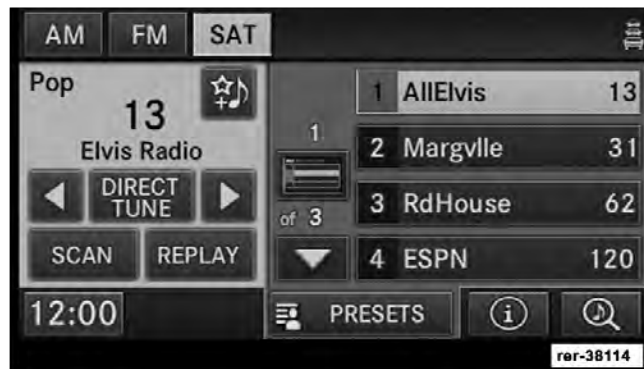 AM FM SAT
Pop
13
Elvis Radio
DIRECT
TUNE
SCAN REPLAY
12:00
1
of 3
1 AllElvis 13
2 Margvlle 31
3 RdHouse 62
4 ESPN 120
PRESETS
i
rer-38114